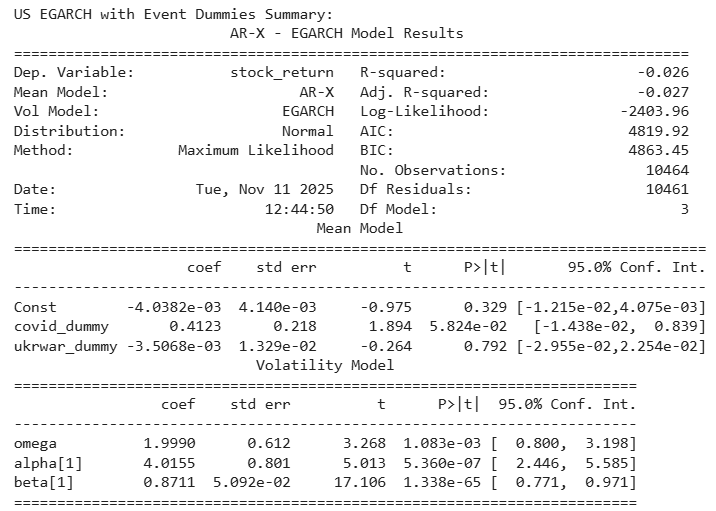 US EGARCH with Event Dummies Summary:
                         AR-X - EGARCH Model Results
==============================================================================
Dep. Variable:           stock_return   R-squared:                      -0.026
Mean Model:                      AR-X   Adj. R-squared:                 -0.027
Vol Model:                     EGARCH   Log-Likelihood:               -2403.96
Distribution:                  Normal   AIC:                           4819.92
Method:            Maximum Likelihood   BIC:                           4863.45
                                        No. Observations:                10464
Date:                Tue, Nov 11 2025   Df Residuals:                    10461
Time:                        12:44:50   Df Model:                            3
                                   Mean Model
================================================================================
                    coef    std err          t      P>|t|       95.0% Conf. Int.
--------------------------------------------------------------------------------
Const        -4.0382e-03  4.140e-03     -0.975      0.329 [-1.215e-02,4.075e-03]
covid_dummy       0.4123      0.218      1.894  5.824e-02   [-1.438e-02,  0.839]
ukrwar_dummy -3.5068e-03  1.329e-02     -0.264      0.792 [-2.955e-02,2.254e-02]
                            Volatility Model
========================================================================
                 coef    std err          t      P>|t|  95.0% Conf. Int.
------------------------------------------------------------------------
omega          1.9990      0.612      3.268  1.083e-03 [  0.800,  3.198]
alpha[1]       4.0155      0.801      5.013  5.360e-07 [  2.446,  5.585]
beta[1]        0.8711  5.092e-02     17.106  1.338e-65 [  0.771,  0.971]
========================================================================